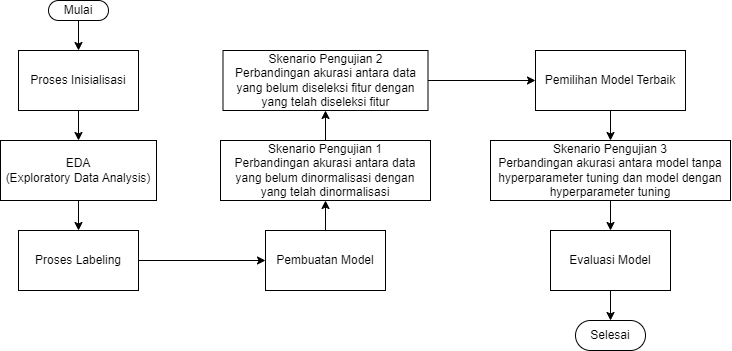 Mulai
Proses Inisialisasi
EDA
(Exploratory Data Analysis)
Proses Labeling
Pembuatan Model
Skenario Pengujian 1
Perbandingan akurasi antara data
yang belum dinormalisasi dengan
yang telah dinormalisasi
Skenario Pengujian 2
Perbandingan akurasi antara data
yang belum diseleksi fitur dengan
yang telah diseleksi fitur
Pemilihan Model Terbaik
Skenario Pengujian 3
Perbandingan akurasi antara model tanpa
hyperparameter tuning dan model dengan
hyperparameter tuning
Evaluasi Model
Selesai